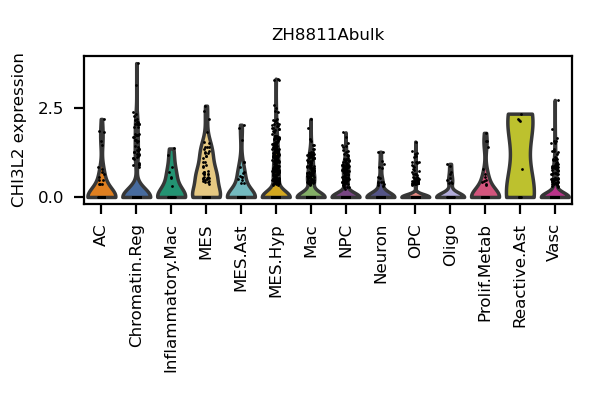 ZH8811Abulk
CHI3L2 expression
2.5
0.0
AC
Chromatin.Reg
Inflammatory.Mac
MES
MES.Ast
MES.Hyp
Mac
NPC
Neuron
OPC
Oligo
Prolif.Metab
Reactive.Ast
Vasc